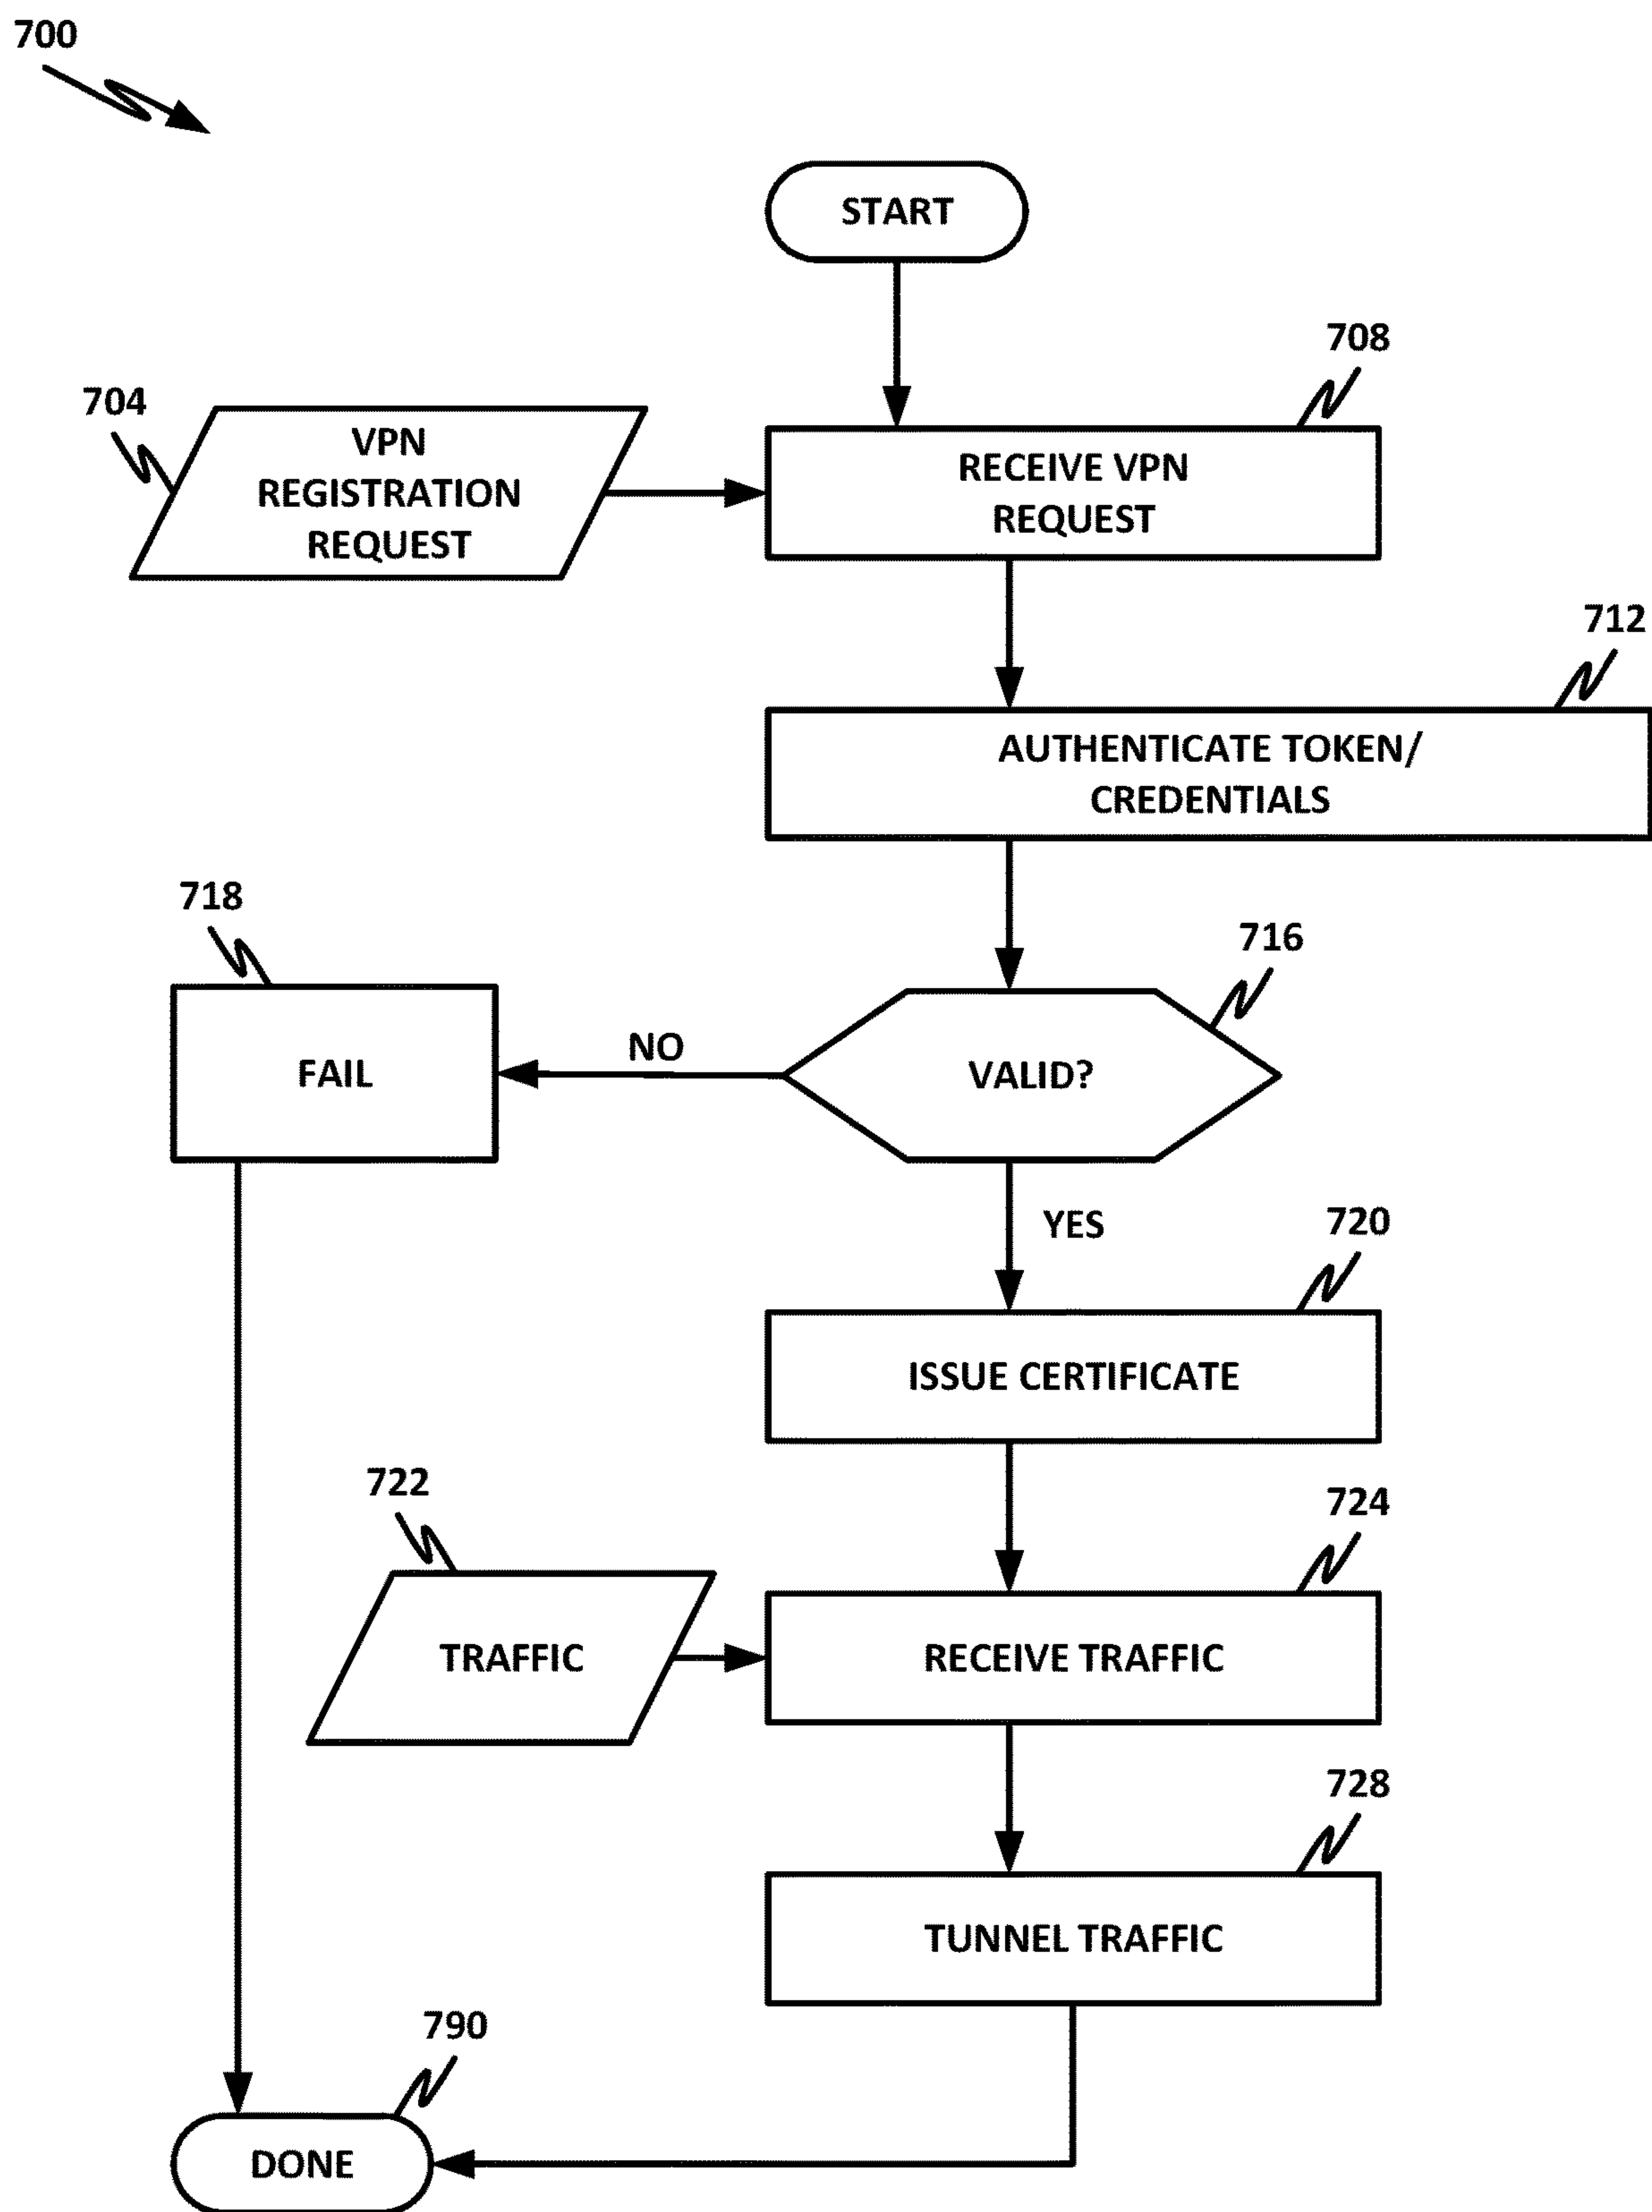 700
START
708
704
VPN
REGISTRATION
REQUEST
RECEIVE VPN
REQUEST
712
AUTHENTICATE TOKEN/
CREDENTIALS
718
716
FAIL
NO
VALID?
YES
720
ISSUE CERTIFICATE
722
724
TRAFFIC
RECEIVE TRAFFIC
728
TUNNEL TRAFFIC
790
DONE